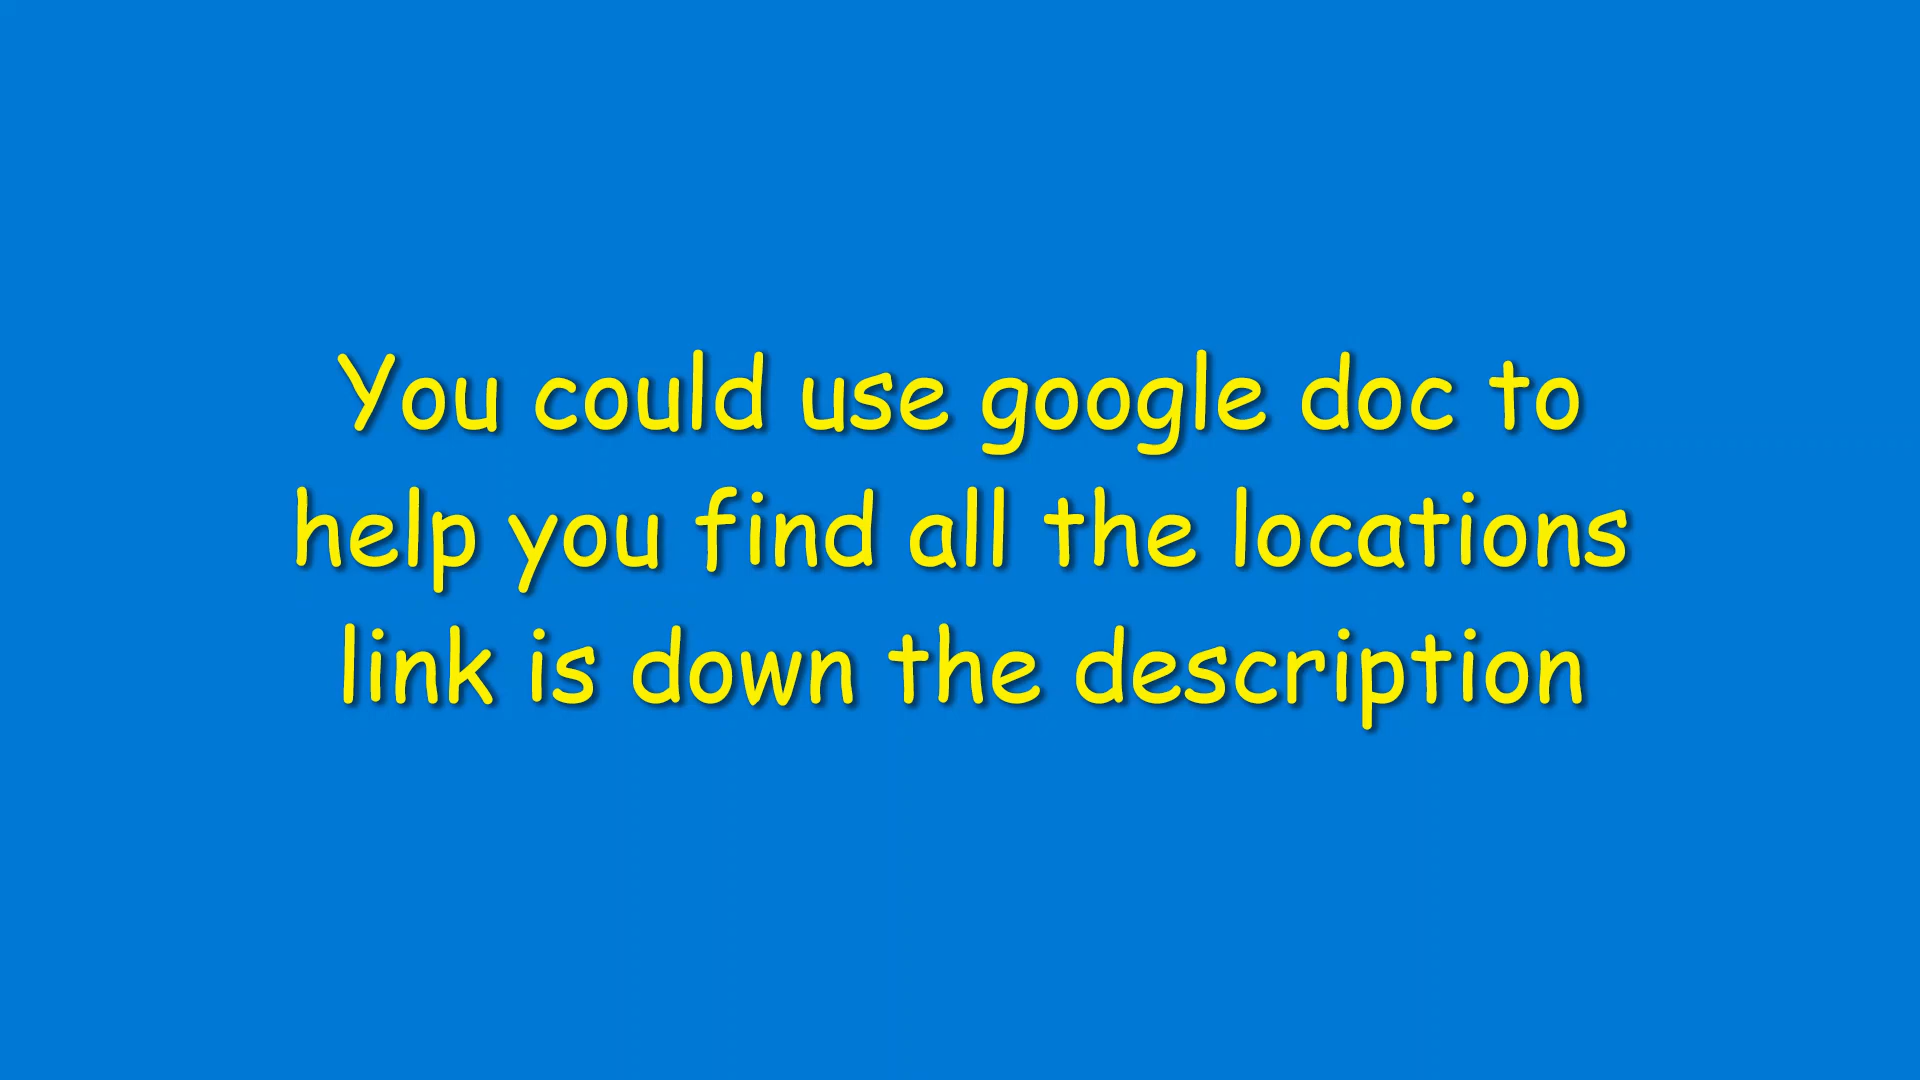 You could use google doc to
help you find all the locations
link is down the description